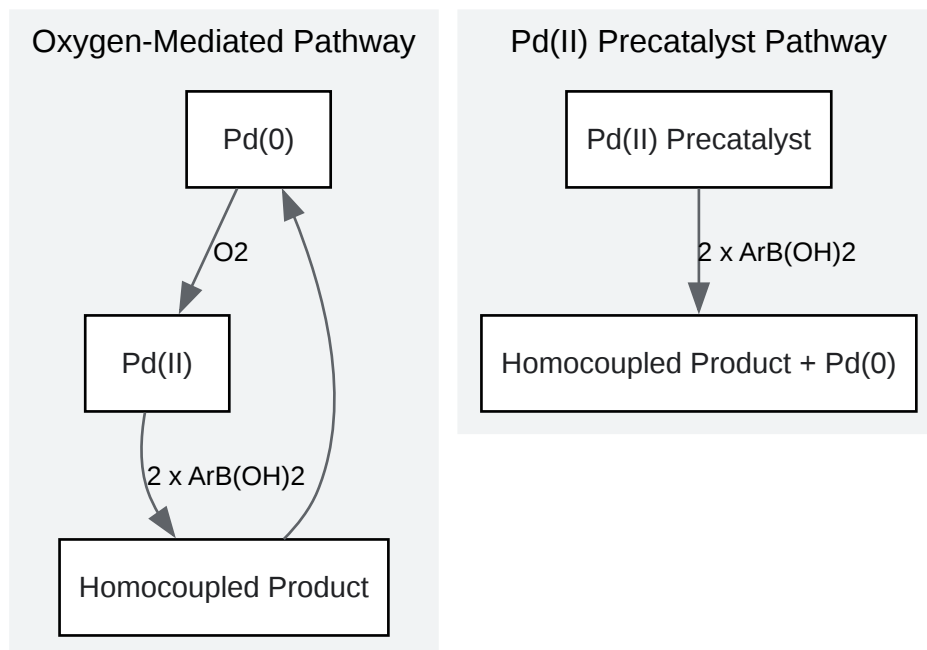 Oxygen-Mediated Pathway
Pd(0)
O2
Pd(II)
2 x ArB(OH)2
Homocoupled Product
Pd(II) Precatalyst Pathway
Pd(II) Precatalyst
2 x ArB(OH)2
Homocoupled Product + Pd(0)